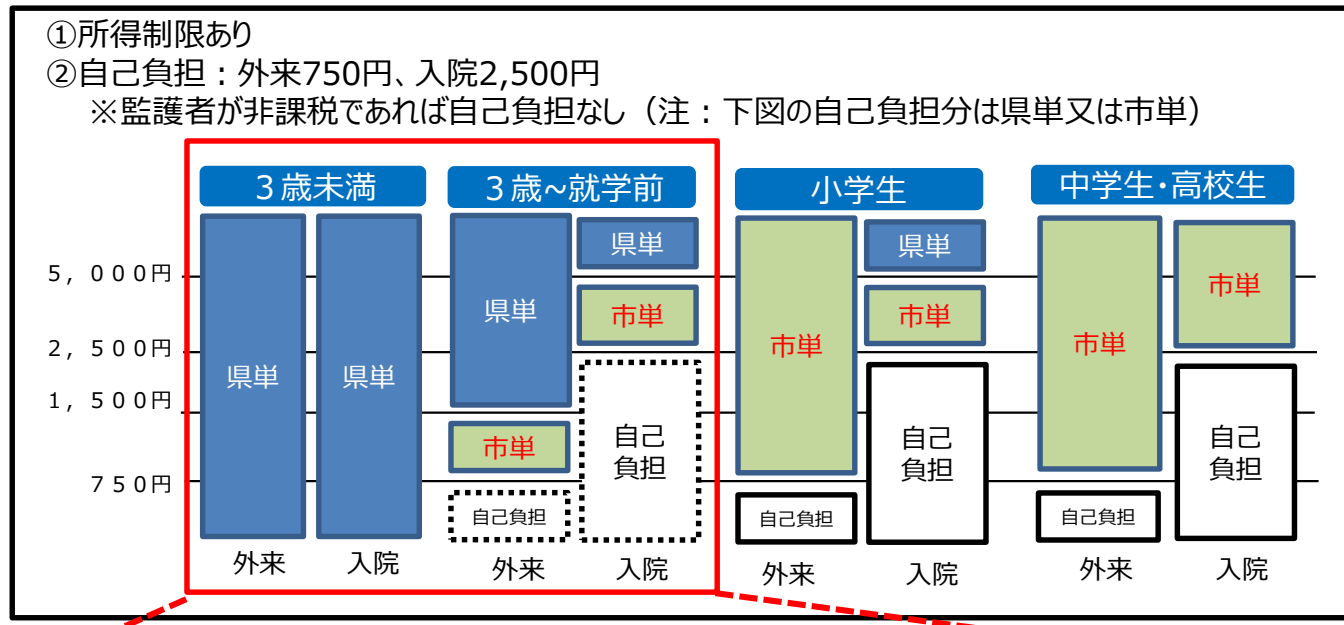 ①所得制限あり
②自己負担：外来750円、入院2,500円
※監護者が非課税であれば自己負担なし（注：下図の自己負担分は県単又は市単）
３歳未満
３歳~就学前
小学生
中学生・高校生
5，000円
2，500円
1，500円
750円
県単
県単
県単
市単
自己負担
県単
市単
自己
負担
市単
自己負担
県単
市単
自己
負担
市単
自己負担
市単
自己
負担
外来
入院
外来
入院
外来
入院
外来
入院